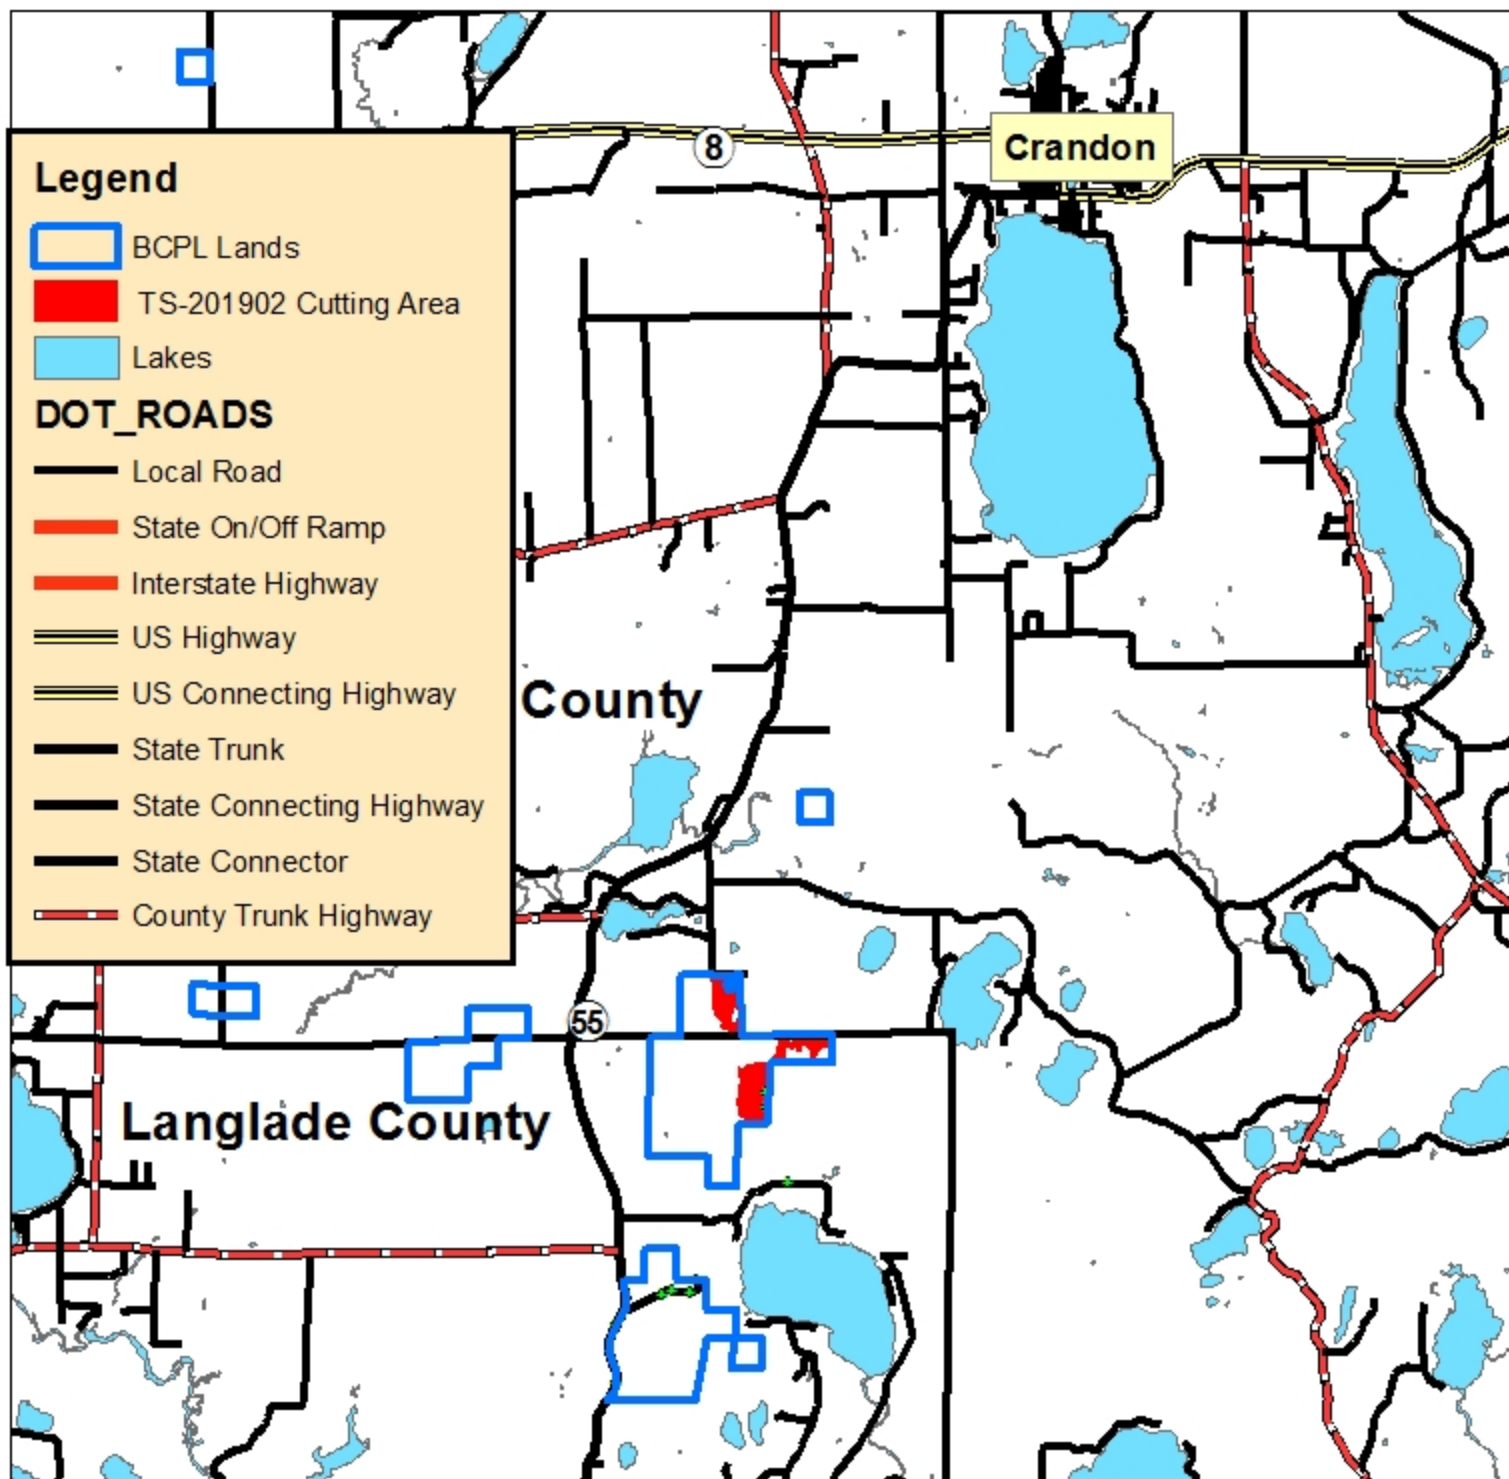 8
Crandon
Legend
BCPL Lands
TS-201902 Cutting Area
Lakes
DOT_ROADS
Local Road
State On/Off Ramp
Interstate Highway
US Highway
US Connecting Highway
State Trunk
State Connecting Highway
State Connector
County Trunk Highway
County
55
Langlade County